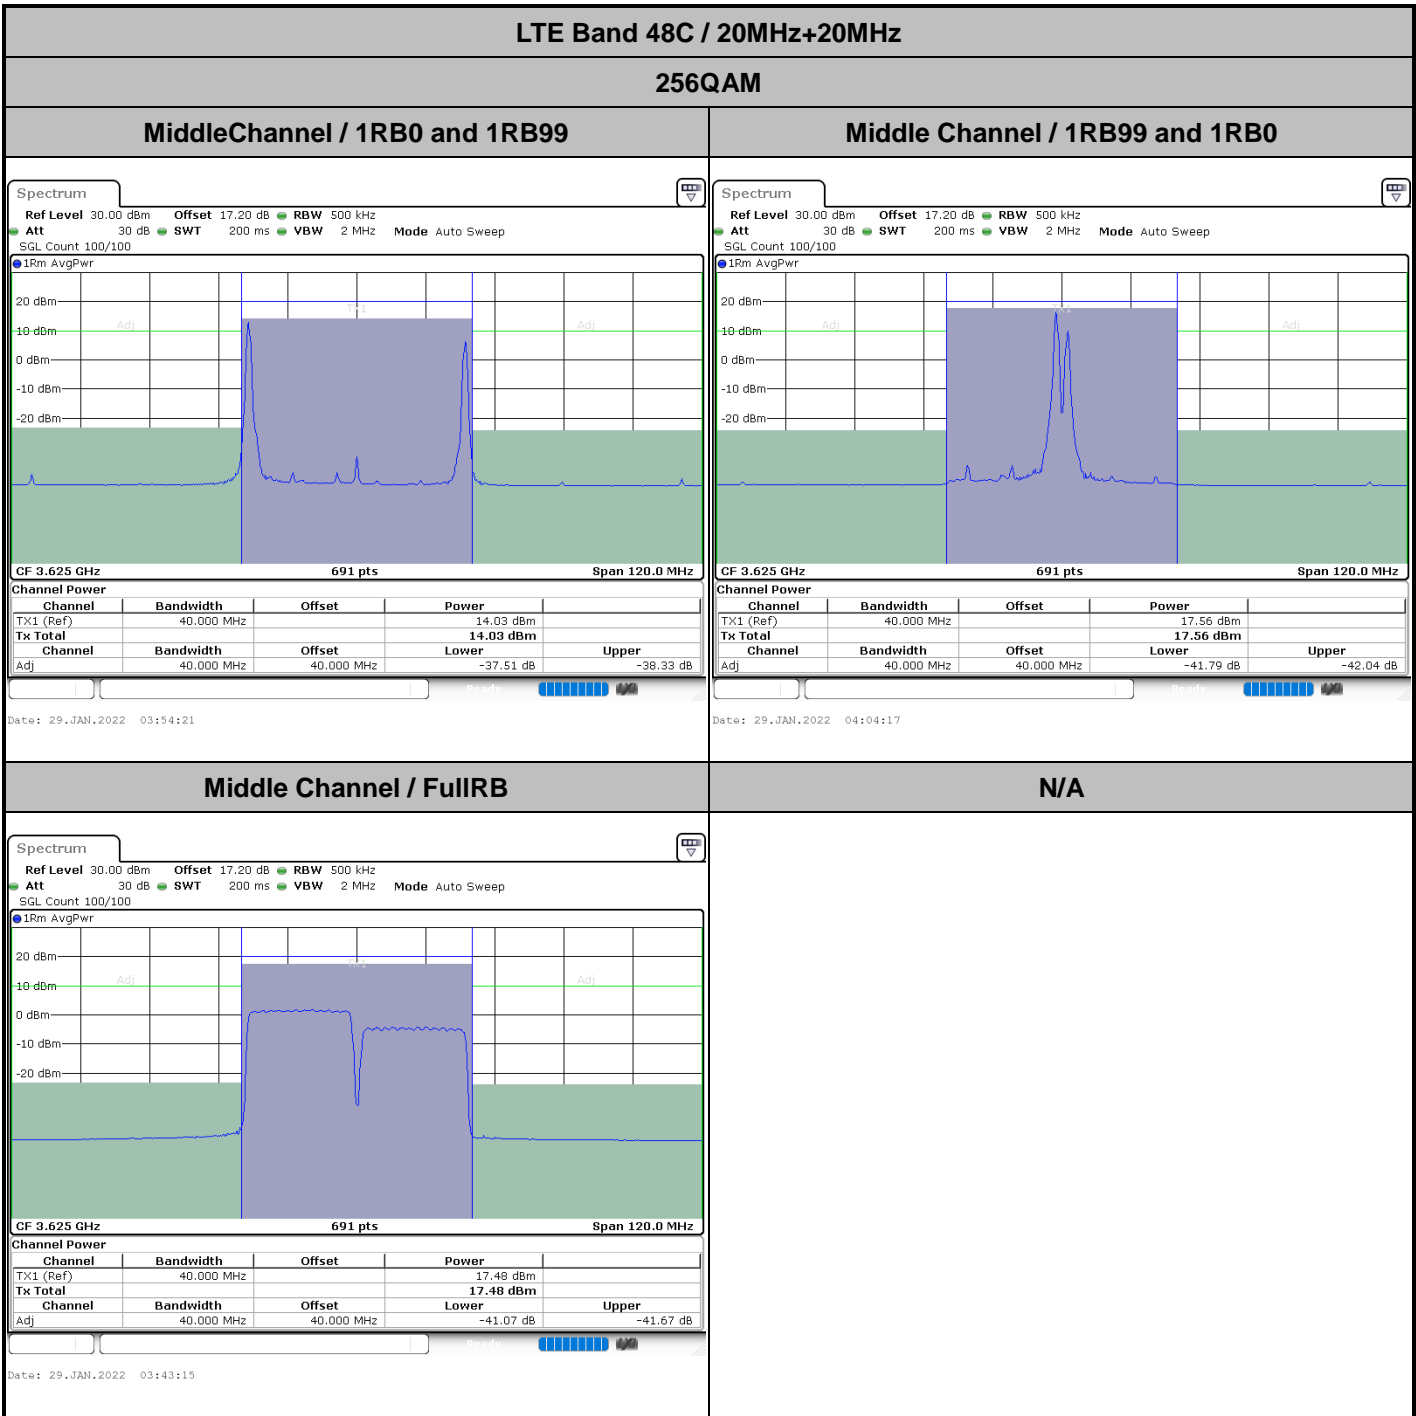 LTE Band 48C / 20MHz+20MHz
256QAM
MiddleChannel / 1RB0 and 1RB99
Middle Channel / 1RB99 and 1RB0
Spectrum
Ref Level 30.00 dBm Offset 17.20 dB RBW 500 kHz
Att 30 dB SWT 200 ms VBW 2 MHz Mode Auto Sweep
SGL Count 100/100
1Rm AvgPwr
TX1
20 dBm
Adj
Adj
10 dBm
0 dBm
-10 dBm
-20 dBm
CF 3.625 GHz 691 pts Span 120.0 MHz
Channel Power
Channel Bandwidth Offset Power
TX1 (Ref) 40.000 MHz 14.03 dBm
Tx Total 14.03 dBm
Channel Bandwidth Offset Lower Upper
Adj 40.000 MHz 40.000 MHz -37.51 dB -38.33 dB
Ready
Date: 29.JAN.2022 03:54:21
Spectrum
Ref Level 30.00 dBm Offset 17.20 dB RBW 500 kHz
Att 30 dB SWT 200 ms VBW 2 MHz Mode Auto Sweep
SGL Count 100/100
1Rm AvgPwr
TX1
20 dBm
Adj
Adj
10 dBm
0 dBm
-10 dBm
-20 dBm
CF 3.625 GHz 691 pts Span 120.0 MHz
Channel Power
Channel Bandwidth Offset Power
TX1 (Ref) 40.000 MHz 17.56 dBm
Tx Total 17.56 dBm
Channel Bandwidth Offset Lower Upper
Adj 40.000 MHz 40.000 MHz -41.79 dB -42.04 dB
Ready
Date: 29.JAN.2022 04:04:17
Middle Channel / FullRB
N/A
Spectrum
Ref Level 30.00 dBm Offset 17.20 dB RBW 500 kHz
Att 30 dB SWT 200 ms VBW 2 MHz Mode Auto Sweep
SGL Count 100/100
1Rm AvgPwr
20 dBm
TX1
Adj
Adj
10 dBm
0 dBm
-10 dBm
-20 dBm
CF 3.625 GHz 691 pts Span 120.0 MHz
Channel Power
Channel Bandwidth Offset Power
TX1 (Ref) 40.000 MHz 17.48 dBm
Tx Total 17.48 dBm
Channel Bandwidth Offset Lower Upper
Adj 40.000 MHz 40.000 MHz -41.07 dB -41.67 dB
Ready
Date: 29.JAN.2022 03:43:15